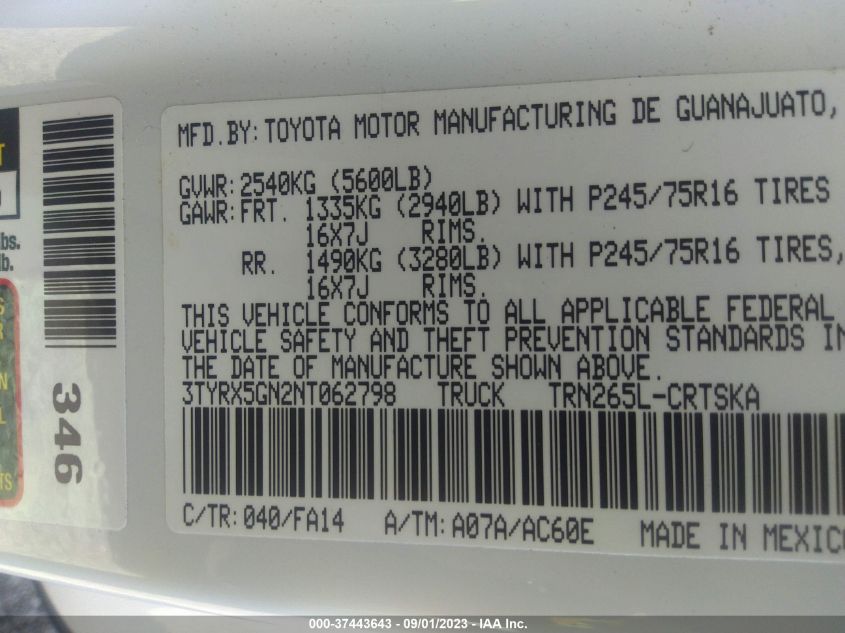 MFD.BY:TOYOTA MOTOR MANUFACTURING DE GUANAJUATO,
GVWR:2540KG (5600LB)
GAWR:FRT. 1335KG (2940LB) WITH P245/75R16 TIRES
16X7J RIMS.
RR. 1490KG (3280LB) WITH P245/75R16 TIRES,
16X7J RIMS.
THIS VEHICLE CONFORMS TO ALL APPLICABLE FEDERAL
VEHICLE SAFETY AND THEFT PREVENTION STANDARDS IN
THE DATE OF MANUFACTURE SHOWN ABOVE.
3TYRX5GN2NT062798 TRUCK TRN265L-CRTSKA
C/TR:040/FA14 A/TM:A07A/AC60E MADE IN MEXICO
346
lbs.
lb.
000-37443643 - 09/01/2023 - IAA Inc.